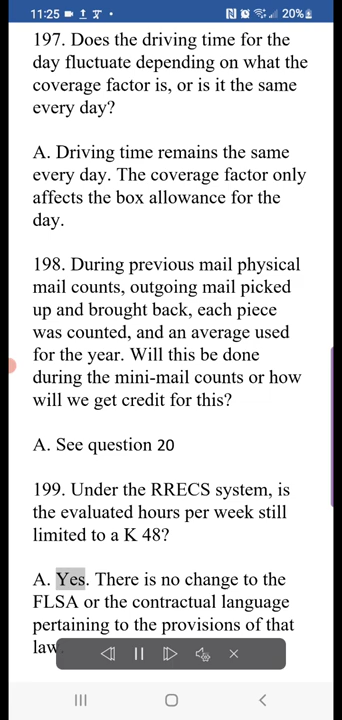 11:25
20%
197. Does the driving time for the
day fluctuate depending on what the
coverage factor is, or is it the same
every day?
A. Driving time remains the same
every day. The coverage factor only
affects the box allowance for the
day.
198. During previous mail physical
mail counts, outgoing mail picked
up and brought back, each piece
was counted, and an average used
for the year. Will this be done
during the mini-mail counts or how
will we get credit for this?
A. See question 20
199. Under the RRECS system, is
the evaluated hours per week still
limited to a K 48?
A. Yes. There is no change to the
FLSA or the contractual language
pertaining to the provisions of that
law.